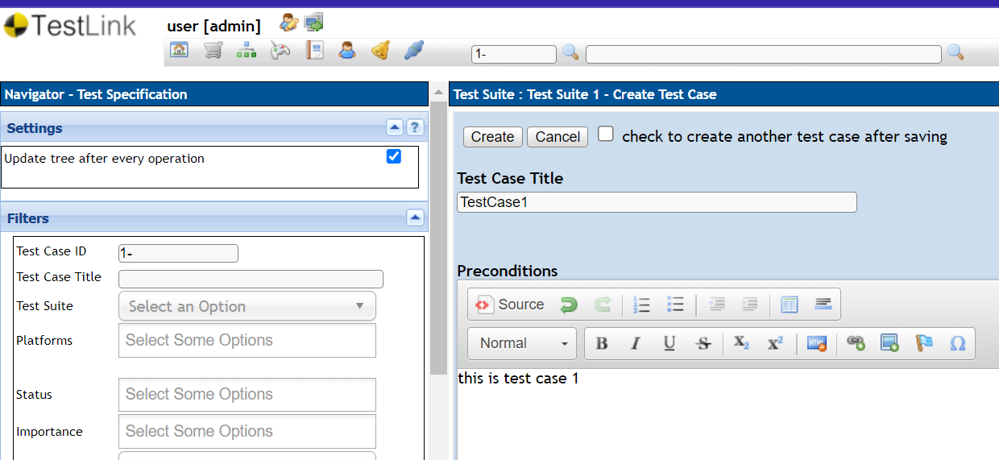 TestLink
user [admin]
1-
Navigator - Test Specification
Settings
?
Update tree after every operation
Filters
Test Case ID
1-
Test Case Title
Test Suite
Select an Option
Platforms
Select Some Options
Status
Select Some Options
Importance
Select Some Options
Test Suite : Test Suite 1 - Create Test Case
Create Cancel check to create another test case after saving
Test Case Title
TestCase1
Preconditions
Source
Normal B I U S X₂ X² Ω
this is test case 1